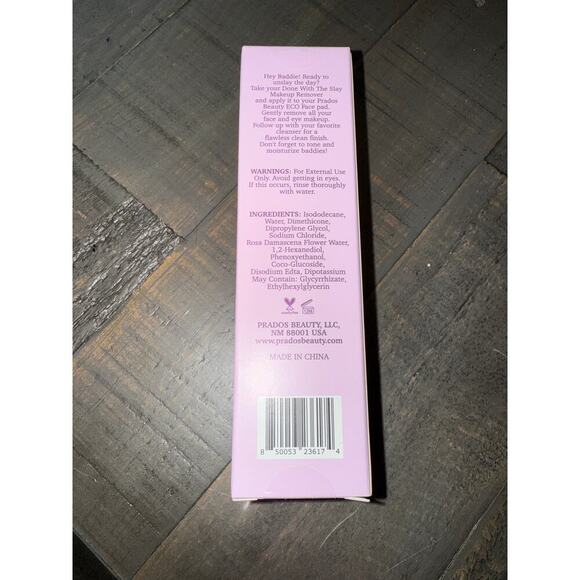 Hey Baddie! Ready to
unslay the day?
Take your Done With The Slay
Makeup Remover
and apply it to your Prados
Beauty ECO Face pad.
Gently remove all your
face and eye makeup.
Follow up with your favorite
cleanser for a
flawless clean finish.
Don't forget to tone and
moisturize baddies!
WARNINGS: For External Use
Only. Avoid getting in eyes.
If this occurs, rinse thoroughly
with water.
INGREDIENTS: Isododecane,
Water, Dimethicone,
Dipropylene Glycol,
Sodium Chloride,
Rosa Damascena Flower Water,
1,2-Hexanediol,
Phenoxyethanol,
Coco-Glucoside,
Disodium Edta, Dipotassium
May Contain: Glycyrrhizate,
Ethylhexylglycerin
PRADOS BEAUTY, LLC,
NM 88001 USA
www.pradosbeauty.com
MADE IN CHINA
8 50053 23617 4